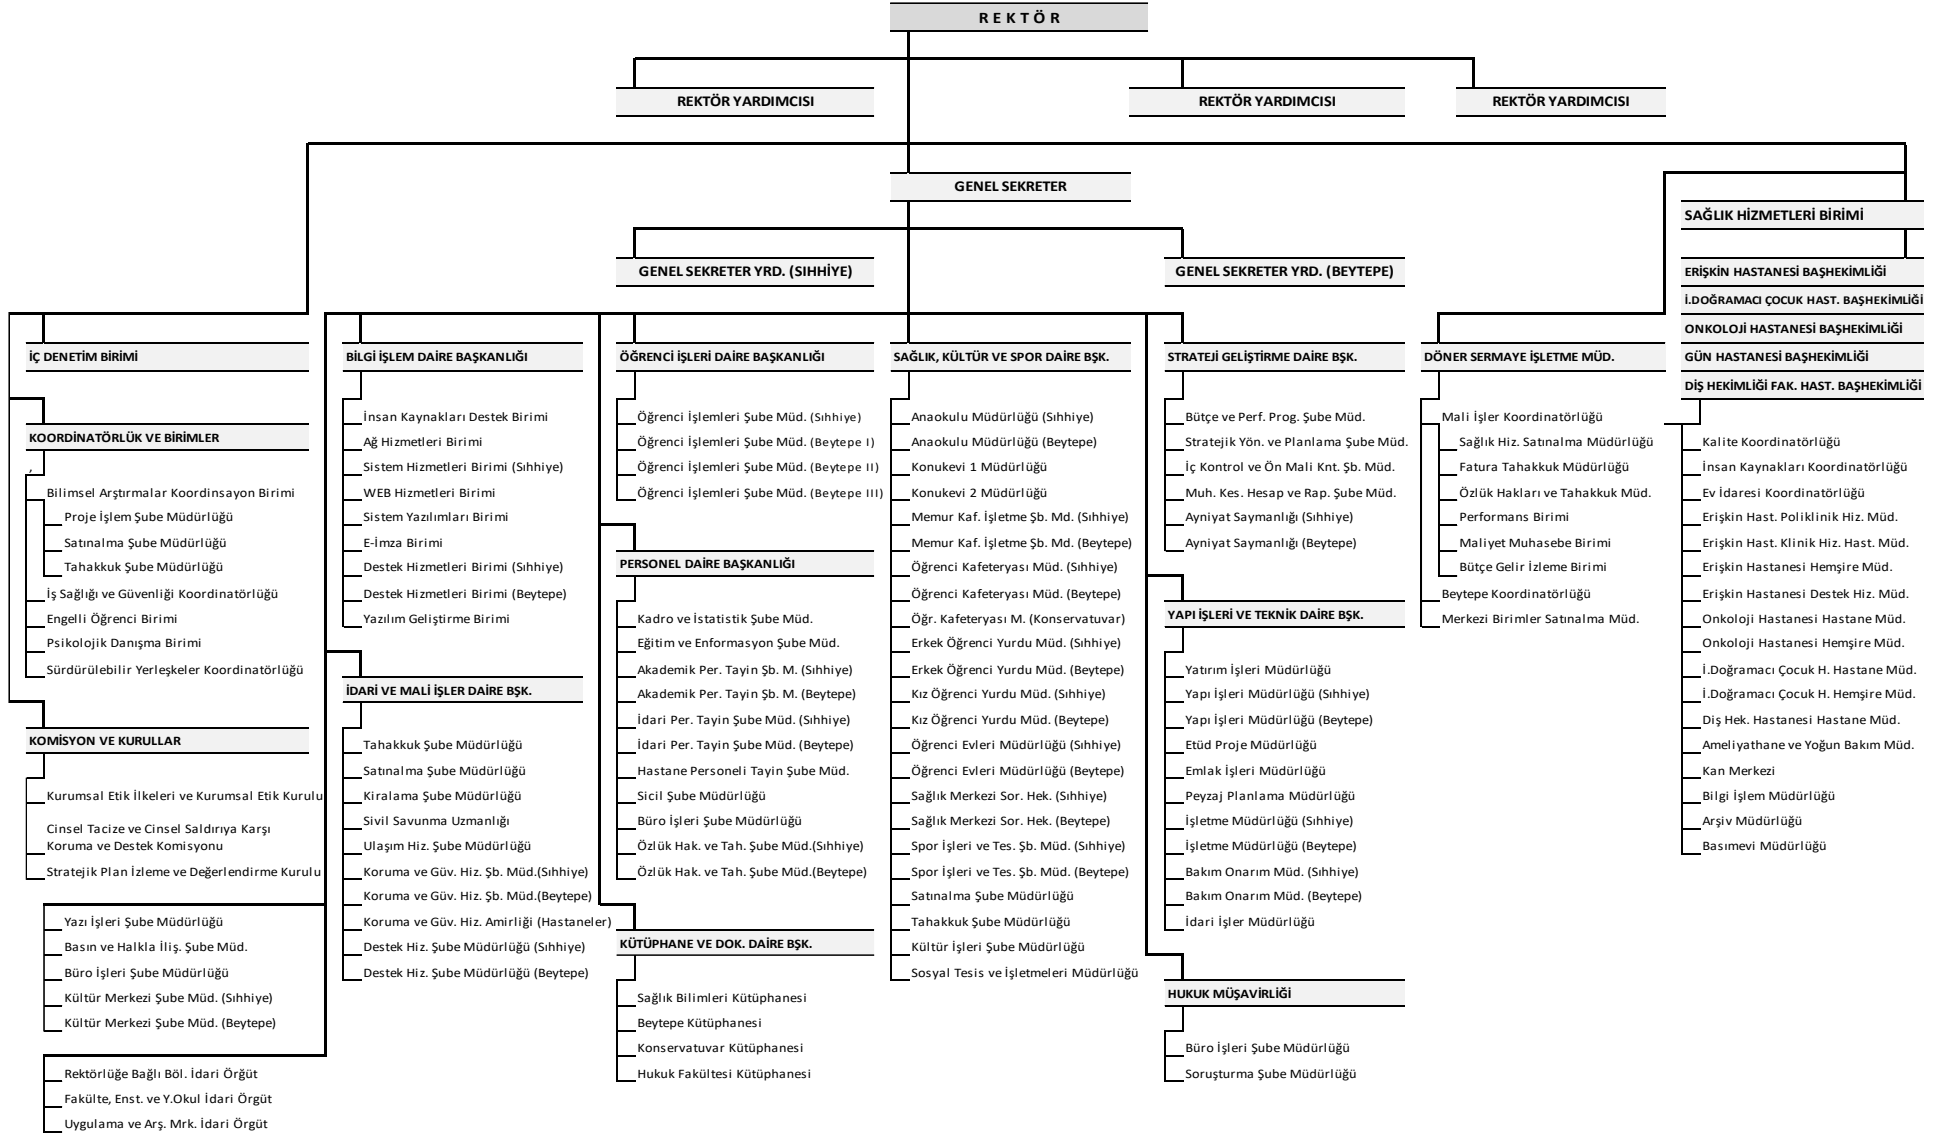 REKTÖR
REKTÖR YARDIMCISI
REKTÖR YARDIMCISI
REKTÖR YARDIMCISI
GENEL SEKRETER
GENEL SEKRETER YRD. (SIHHİYE)
GENEL SEKRETER YRD. (BEYTEPE)
İÇ DENETİM BİRİMİ
KOORDİNATÖRLÜK VE BİRİMLER
,
Bilimsel Arştırmalar Koordinsayon Birimi
Proje İşlem Şube Müdürlüğü
Satınalma Şube Müdürlüğü
Tahakkuk Şube Müdürlüğü
İş Sağlığı ve Güvenliği Koordinatörlüğü
Engelli Öğrenci Birimi
Psikolojik Danışma Birimi
Sürdürülebilir Yerleşkeler Koordinatörlüğü
KOMİSYON VE KURULLAR
Kurumsal Etik İlkeleri ve Kurumsal Etik Kurulu
Cinsel Tacize ve Cinsel Saldırıya Karşı
Koruma ve Destek Komisyonu
Stratejik Plan İzleme ve Değerlendirme Kurulu
Yazı İşleri Şube Müdürlüğü
Basın ve Halkla İliş. Şube Müd.
Büro İşleri Şube Müdürlüğü
Kültür Merkezi Şube Müd. (Sıhhiye)
Kültür Merkezi Şube Müd. (Beytepe)
Rektörlüğe Bağlı Böl. İdari Örğüt
Fakülte, Enst. ve Y.Okul İdari Örgüt
Uygulama ve Arş. Mrk. İdari Örgüt
BİLGİ İŞLEM DAİRE BAŞKANLIĞI
İnsan Kaynakları Destek Birimi
Ağ Hizmetleri Birimi
Sistem Hizmetleri Birimi (Sıhhiye)
WEB Hizmetleri Birimi
Sistem Yazılımları Birimi
E-İmza Birimi
Destek Hizmetleri Birimi (Sıhhiye)
Destek Hizmetleri Birimi (Beytepe)
Yazılım Geliştirme Birimi
İDARİ VE MALİ İŞLER DAİRE BŞK.
Tahakkuk Şube Müdürlüğü
Satınalma Şube Müdürlüğü
Kiralama Şube Müdürlüğü
Sivil Savunma Uzmanlığı
Ulaşım Hiz. Şube Müdürlüğü
Koruma ve Güv. Hiz. Şb. Müd.(Sıhhiye)
Koruma ve Güv. Hiz. Şb. Müd.(Beytepe)
Koruma ve Güv. Hiz. Amirliği (Hastaneler)
Destek Hiz. Şube Müdürlüğü (Sıhhiye)
Destek Hiz. Şube Müdürlüğü (Beytepe)
ÖĞRENCİ İŞLERİ DAİRE BAŞKANLIĞI
Öğrenci İşlemleri Şube Müd. (Sıhhiye)
Öğrenci İşlemleri Şube Müd. (Beytepe I)
Öğrenci İşlemleri Şube Müd. (Beytepe II)
Öğrenci İşlemleri Şube Müd. (Beytepe III)
PERSONEL DAİRE BAŞKANLIĞI
Kadro ve İstatistik Şube Müd.
Eğitim ve Enformasyon Şube Müd.
Akademik Per. Tayin Şb. M. (Sıhhiye)
Akademik Per. Tayin Şb. M. (Beytepe)
İdari Per. Tayin Şube Müd. (Sıhhiye)
İdari Per. Tayin Şube Müd. (Beytepe)
Hastane Personeli Tayin Şube Müd.
Sicil Şube Müdürlüğü
Büro İşleri Şube Müdürlüğü
Özlük Hak. ve Tah. Şube Müd.(Sıhhiye)
Özlük Hak. ve Tah. Şube Müd.(Beytepe)
KÜTÜPHANE VE DOK. DAİRE BŞK.
Sağlık Bilimleri Kütüphanesi
Beytepe Kütüphanesi
Konservatuvar Kütüphanesi
Hukuk Fakültesi Kütüphanesi
SAĞLIK, KÜLTÜR VE SPOR DAİRE BŞK.
Anaokulu Müdürlüğü (Sıhhiye)
Anaokulu Müdürlüğü (Beytepe)
Konukevi 1 Müdürlüğü
Konukevi 2 Müdürlüğü
Memur Kaf. İşletme Şb. Md. (Sıhhiye)
Memur Kaf. İşletme Şb. Md. (Beytepe)
Öğrenci Kafeteryası Müd. (Sıhhiye)
Öğrenci Kafeteryası Müd. (Beytepe)
Öğr. Kafeteryası M. (Konservatuvar)
Erkek Öğrenci Yurdu Müd. (Sıhhiye)
Erkek Öğrenci Yurdu Müd. (Beytepe)
Kız Öğrenci Yurdu Müd. (Sıhhiye)
Kız Öğrenci Yurdu Müd. (Beytepe)
Öğrenci Evleri Müdürlüğü (Sıhhiye)
Öğrenci Evleri Müdürlüğü (Beytepe)
Sağlık Merkezi Sor. Hek. (Sıhhiye)
Sağlık Merkezi Sor. Hek. (Beytepe)
Spor İşleri ve Tes. Şb. Müd. (Sıhhiye)
Spor İşleri ve Tes. Şb. Müd. (Beytepe)
Satınalma Şube Müdürlüğü
Tahakkuk Şube Müdürlüğü
Kültür İşleri Şube Müdürlüğü
Sosyal Tesis ve İşletmeleri Müdürlüğü
STRATEJİ GELİŞTİRME DAİRE BŞK.
Bütçe ve Perf. Prog. Şube Müd.
Stratejik Yön. ve Planlama Şube Müd.
İç Kontrol ve Ön Mali Knt. Şb. Müd.
Muh. Kes. Hesap ve Rap. Şube Müd.
Ayniyat Saymanlığı (Sıhhiye)
Ayniyat Saymanlığı (Beytepe)
YAPI İŞLERİ VE TEKNİK DAİRE BŞK.
Yatırım İşleri Müdürlüğü
Yapı İşleri Müdürlüğü (Sıhhiye)
Yapı İşleri Müdürlüğü (Beytepe)
Etüd Proje Müdürlüğü
Emlak İşleri Müdürlüğü
Peyzaj Planlama Müdürlüğü
İşletme Müdürlüğü (Sıhhiye)
İşletme Müdürlüğü (Beytepe)
Bakım Onarım Müd. (Sıhhiye)
Bakım Onarım Müd. (Beytepe)
İdari İşler Müdürlüğü
HUKUK MÜŞAVİRLİĞİ
Büro İşleri Şube Müdürlüğü
Soruşturma Şube Müdürlüğü
DÖNER SERMAYE İŞLETME MÜD.
Mali İşler Koordinatörlüğü
Sağlık Hiz. Satınalma Müdürlüğü
Fatura Tahakkuk Müdürlüğü
Özlük Hakları ve Tahakkuk Müd.
Performans Birimi
Maliyet Muhasebe Birimi
Bütçe Gelir İzleme Birimi
Beytepe Koordinatörlüğü
Merkezi Birimler Satınalma Müd.
SAĞLIK HİZMETLERİ BİRİMİ
ERİŞKİN HASTANESİ BAŞHEKİMLİĞİ
İ.DOĞRAMACI ÇOCUK HAST. BAŞHEKİMLİĞİ
ONKOLOJİ HASTANESİ BAŞHEKİMLİĞİ
GÜN HASTANESİ BAŞHEKİMLİĞİ
DİŞ HEKİMLİĞİ FAK. HAST. BAŞHEKİMLİĞİ
Kalite Koordinatörlüğü
İnsan Kaynakları Koordinatörlüğü
Ev İdaresi Koordinatörlüğü
Erişkin Hast. Poliklinik Hiz. Müd.
Erişkin Hast. Klinik Hiz. Hast. Müd.
Erişkin Hastanesi Hemşire Müd.
Erişkin Hastanesi Destek Hiz. Müd.
Onkoloji Hastanesi Hastane Müd.
Onkoloji Hastanesi Hemşire Müd.
İ.Doğramacı Çocuk H. Hastane Müd.
İ.Doğramacı Çocuk H. Hemşire Müd.
Diş Hek. Hastanesi Hastane Müd.
Ameliyathane ve Yoğun Bakım Müd.
Kan Merkezi
Bilgi İşlem Müdürlüğü
Arşiv Müdürlüğü
Basımevi Müdürlüğü